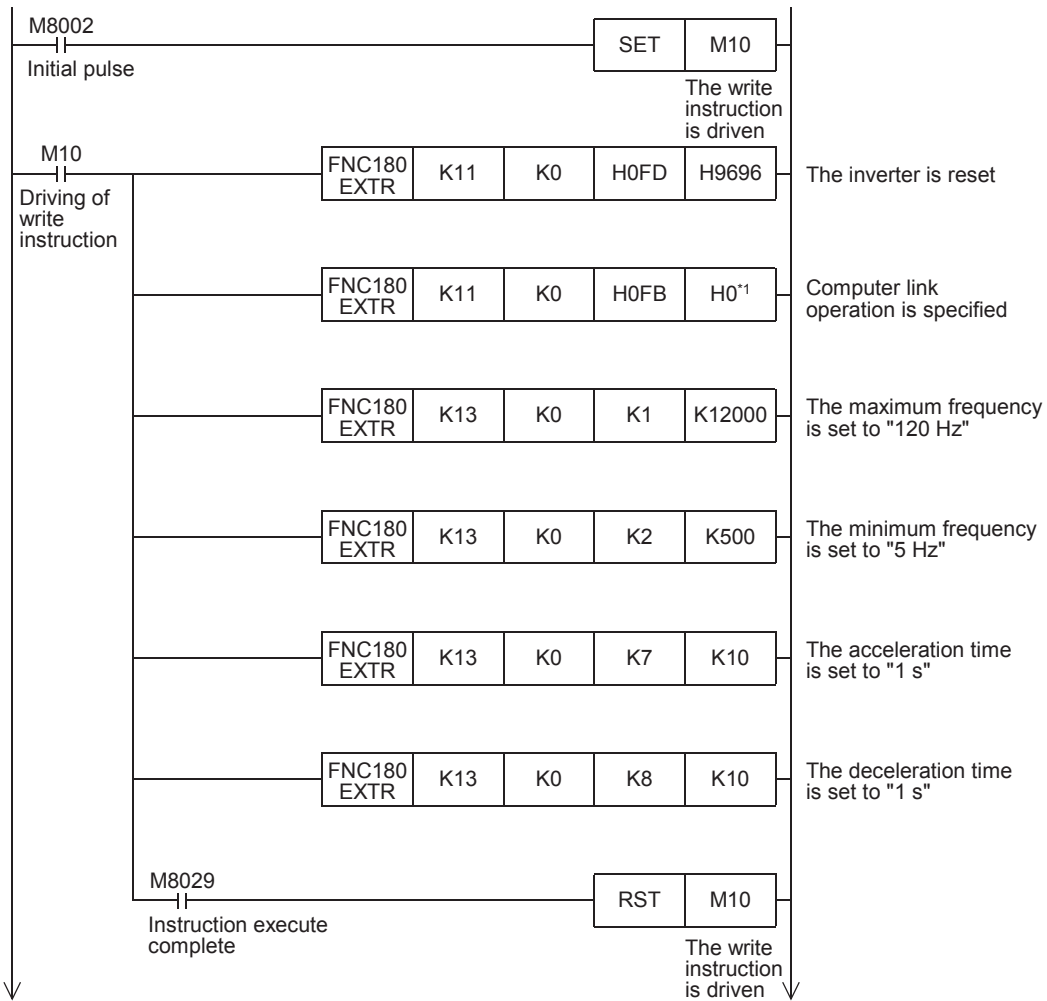 M8002
SET M10
Initial pulse
The write
instruction
is driven
M10
FNC180
EXTR K11 K0 H0FD H9696
The inverter is reset
Driving of
write
instruction
FNC180
EXTR K11 K0 H0FB H0*1
Computer link
operation is specified
FNC180
EXTR K13 K0 K1 K12000
The maximum frequency
is set to "120 Hz"
FNC180
EXTR K13 K0 K2 K500
The minimum frequency
is set to "5 Hz"
FNC180
EXTR K13 K0 K7 K10
The acceleration time
is set to "1 s"
FNC180
EXTR K13 K0 K8 K10
The deceleration time
is set to "1 s"
M8029
RST M10
Instruction execute
complete
The write
instruction
is driven